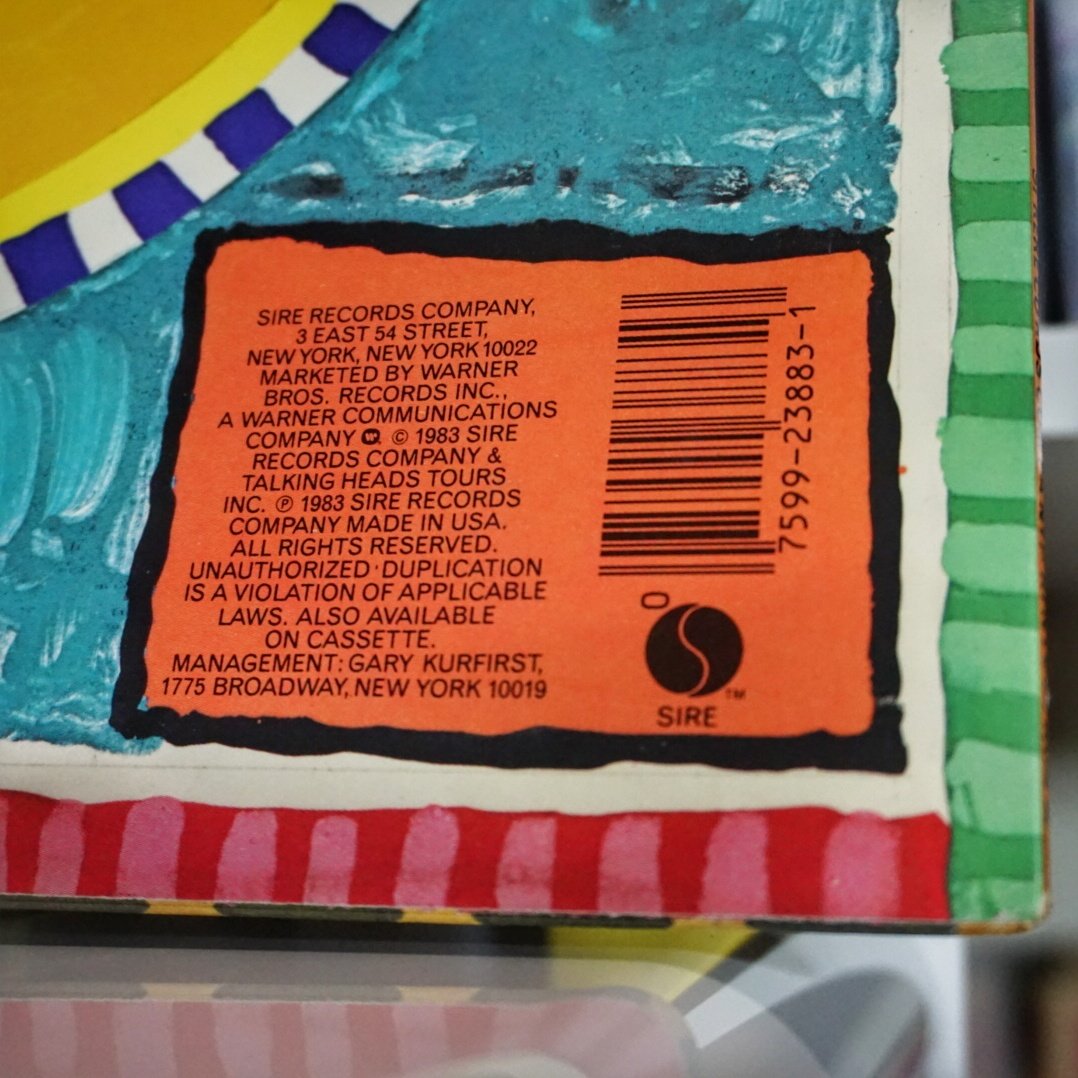 SIRE RECORDS COMPANY,
3 EAST 54 STREET,
NEW YORK, NEW YORK 10022
MARKETED BY WARNER
BROS. RECORDS INC.,
A WARNER COMMUNICATIONS
COMPANY © 1983 SIRE
RECORDS COMPANY &
TALKING HEADS TOURS
INC. ℗ 1983 SIRE RECORDS
COMPANY MADE IN USA.
ALL RIGHTS RESERVED.
UNAUTHORIZED DUPLICATION
IS A VIOLATION OF APPLICABLE
LAWS. ALSO AVAILABLE
ON CASSETTE.
MANAGEMENT: GARY KURFIRST,
1775 BROADWAY, NEW YORK 10019
7599-23883-1
0
SIRE
TM